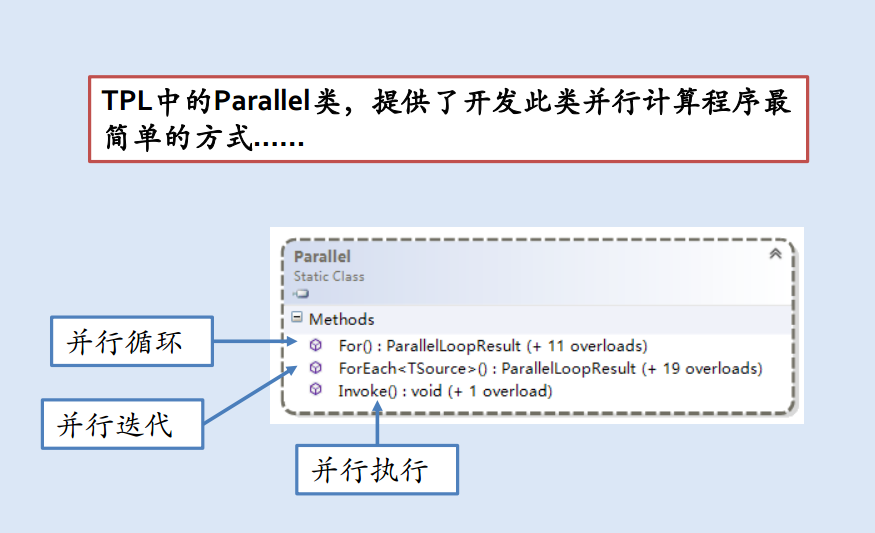 TPL中的Parallel类，提供了开发此类并行计算程序最
简单的方式……
Parallel
Static Class
Methods
并行循环
For() : ParallelLoopResult (+ 11 overloads)
ForEach<TSource>() : ParallelLoopResult (+ 19 overloads)
Invoke() : void (+ 1 overload)
并行迭代
并行执行